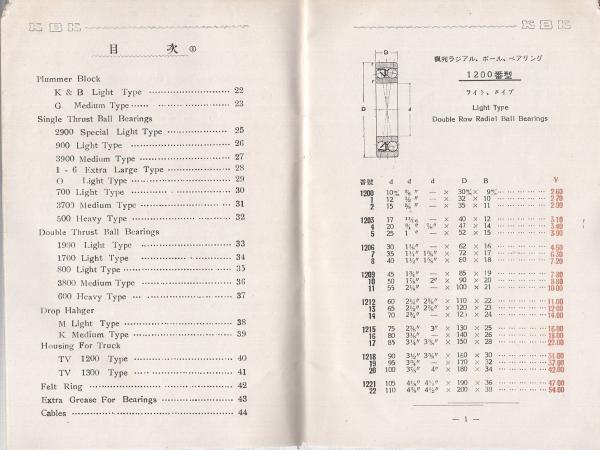 KBK
目 次 ①
Plummer Block
K & B Light Type 22
G Medium Type 23
Single Thrust Ball Bearings
2900 Special Light Type 25
900 Light Type 26
3900 Medium Type 27
1 - 6 Extra Large Type 28
O Light Type 29
700 Light Type 30
3700 Medium Type 31
500 Heavy Type 32
Double Thrust Ball Bearings
1900 Light Type 33
1700 Light Type 34
800 Light Type 35
3800 Medium Type 36
600 Heavy Type 37
Drop Hahger
M Light Type 38
K Medium Type 39
Housing For Truck
TV 1200 Type 40
TV 1300 Type 41
Felt Ring 42
Extra Grease For Bearings 43
Cables 44
KBK
D
r
d
B
複列ラジアル、ボール、ベアリング
1200番型
ライト、タイプ
Light Type
Double Row Radial Ball Bearings
番號 d d d D B ¥
1200 10 — × 30 × 9 2.60
1 12 — × 32 × 10 2.70
2 15 — × 35 × 11 2.90
1203 17 — × 40 × 12 3.10
4 20 × 47 × 14 3.40
5 25 1" — × 52 × 15 3.90
1206 30 — × 62 × 16 4.80
7 35 × 72 × 17 6.30
8 40 × 80 × 18 7.20
1209 45 — × 85 × 19 7.80
10 50 2" × 90 × 20 8.80
11 55 — × 100 × 21 10.00
1212 60 × 110 × 22 11.00
13 65 × 120 × 23 12.00
14 70 — × 125 × 24 14.00
1215 75 3" × 130 × 25 16.00
16 80 — × 140 × 26 18.00
17 85 × 150 × 28 22.00
1218 90 × 160 × 30 31.00
19 95 — × 170 × 32 37.00
20 100 4" × 180 × 34 42.00
1221 105 × 190 × 36 47.00
22 110 × 200 × 38 54.00
— 1 —